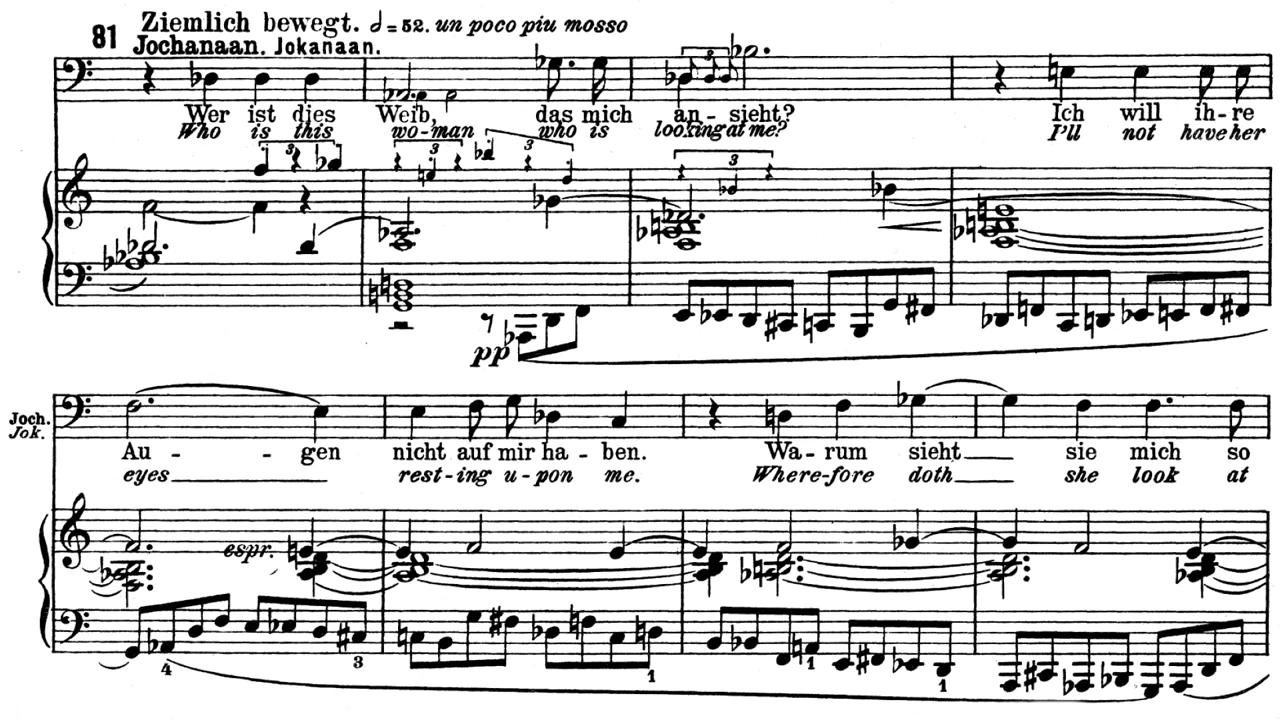 81 Ziemlich bewegt. 𝅗𝅥 = 52. un poco piu mosso
Jochanaan. Jokanaan.
Wer ist dies Weib, das mich an - sieht? Ich will ih - re
Who is this wo - man who is looking at me? I'll not have her
3 3 3 3 3
pp
Joch.
Jok.
Au - - gen nicht auf mir ha - ben. Wa - rum sieht sie mich so
eyes rest - ing u - pon me. Where - fore doth she look at
espr.
4 3 1 1 1